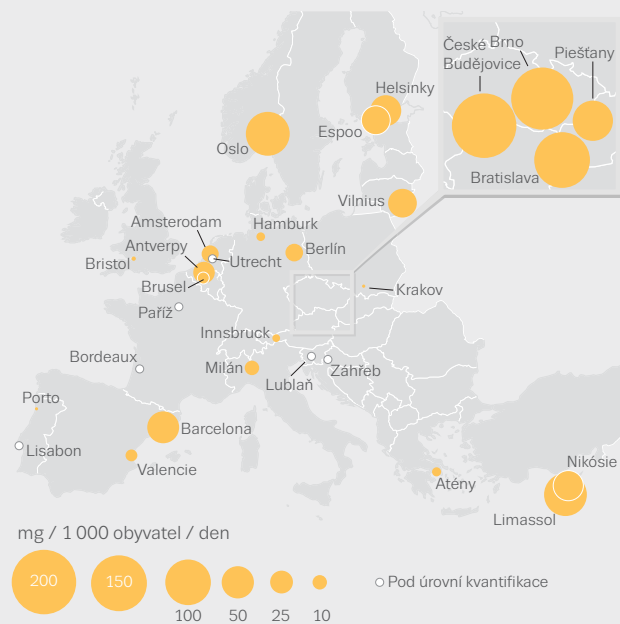 České
Budějovice
Brno
Piešťany
Bratislava
Helsinky
Espoo
Oslo
Vilnius
Amsterodam
Hamburk
Antverpy
Utrecht
Berlín
Bristol
Brusel
Krakov
Paříž
Innsbruck
Bordeaux
Milán
Lublaň
Záhřeb
Porto
Barcelona
Lisabon
Valencie
Atény
Nikósie
Limassol
mg / 1 000 obyvatel / den
200
150
100
50
25
10
Pod úrovní kvantifikace